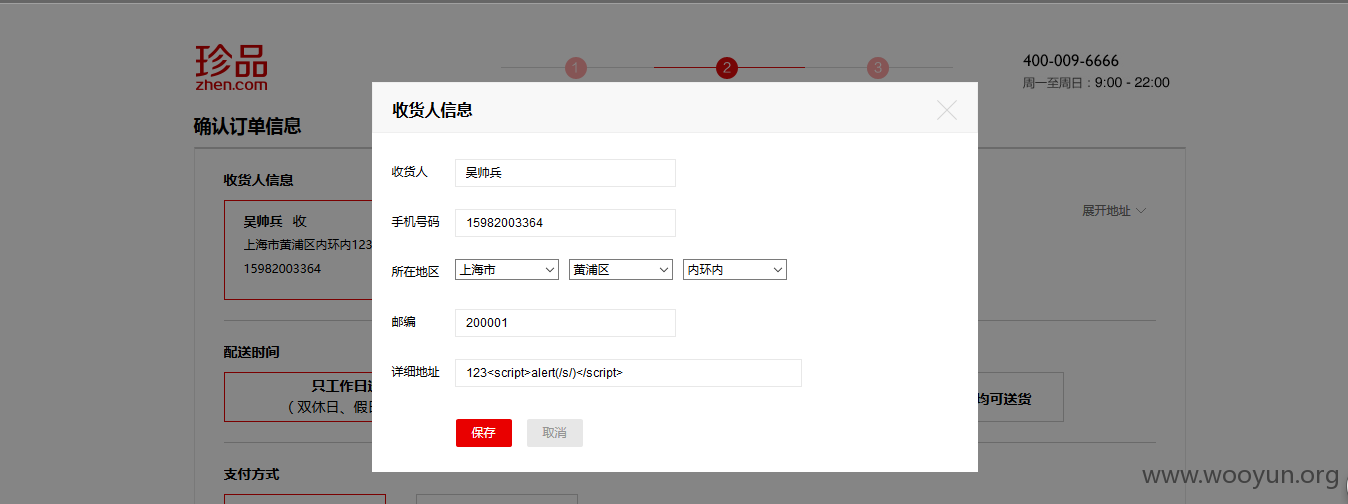 珍品
zhen.com
1
2
3
400-009-6666
周一至周日：9:00 - 22:00
确认订单信息
收货人信息
吴帅兵 收
上海市黄浦区内环内123
15982003364
展开地址
收货人信息
收货人
吴帅兵
手机号码
15982003364
所在地区
上海市
黄浦区
内环内
邮编
200001
详细地址
123<script>alert(/s/)</script>
保存
取消
配送时间
只工作日
（双休日、假
均可送货
支付方式
www.wooyun.org